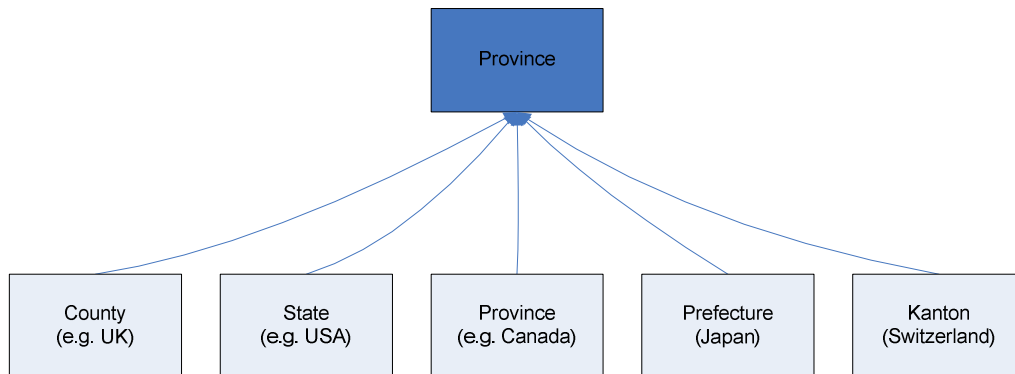 Province
County
(e.g. UK)
State
(e.g. USA)
Province
(e.g. Canada)
Prefecture
(Japan)
Kanton
(Switzerland)